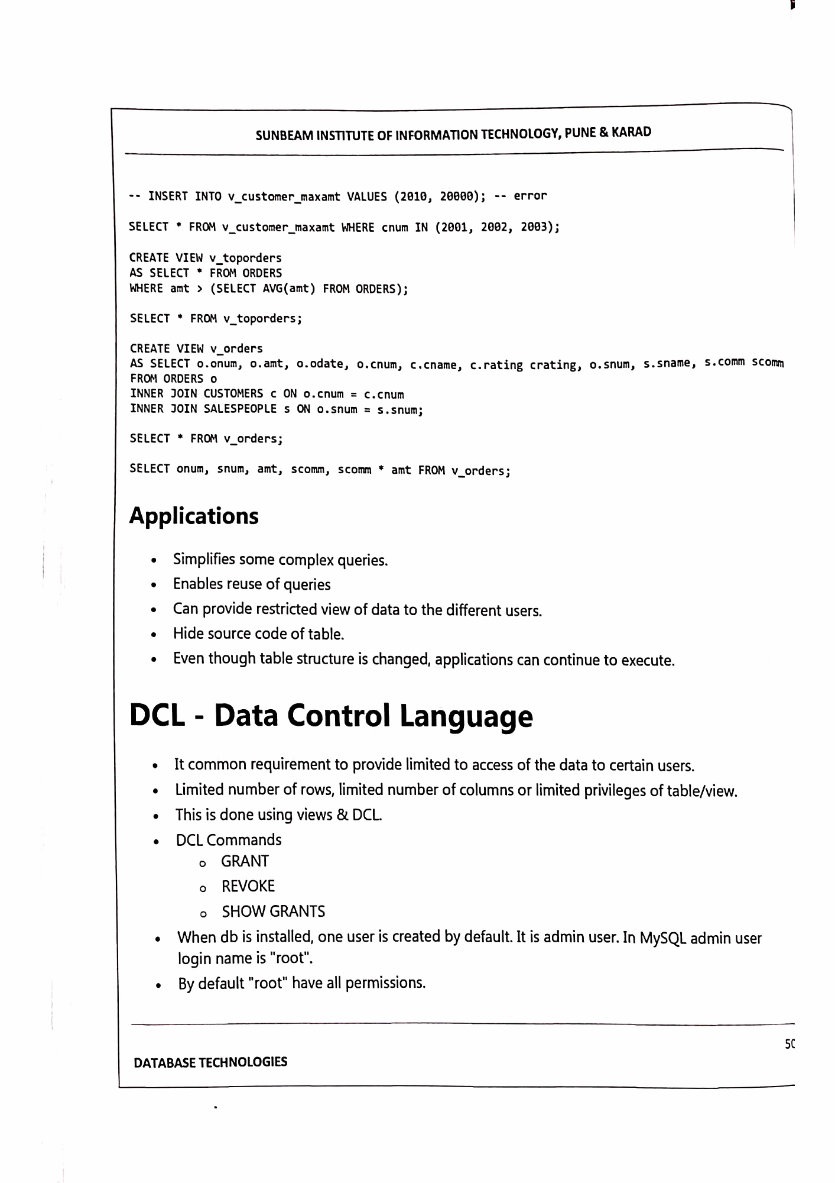 SUNBEAM INSTITUTE OF INFORMATION TECHNOLOGY, PUNE & KARAD
-- INSERT INTO v_customer_maxamt VALUES (2010, 20000); -- error
SELECT * FROM v_customer_maxamt WHERE cnum IN (2001, 2002, 2003);
CREATE VIEW v_toporders
AS SELECT * FROM ORDERS
WHERE amt > (SELECT AVG(amt) FROM ORDERS);
SELECT * FROM v_toporders;
CREATE VIEW v_orders
AS SELECT o.onum, o.amt, o.odate, o.cnum, c.cname, c.rating crating, o.snum, s.sname, s.comm scomm
FROM ORDERS o
INNER JOIN CUSTOMERS c ON o.cnum = c.cnum
INNER JOIN SALESPEOPLE s ON o.snum = s.snum;
SELECT * FROM v_orders;
SELECT onum, snum, amt, scomm, scomm * amt FROM v_orders;
Applications
• Simplifies some complex queries.
• Enables reuse of queries
• Can provide restricted view of data to the different users.
• Hide source code of table.
• Even though table structure is changed, applications can continue to execute.
DCL - Data Control Language
• It common requirement to provide limited to access of the data to certain users.
• Limited number of rows, limited number of columns or limited privileges of table/view.
• This is done using views & DCL.
• DCL Commands
o GRANT
o REVOKE
o SHOW GRANTS
• When db is installed, one user is created by default. It is admin user. In MySQL admin user
login name is "root".
• By default "root" have all permissions.
DATABASE TECHNOLOGIES